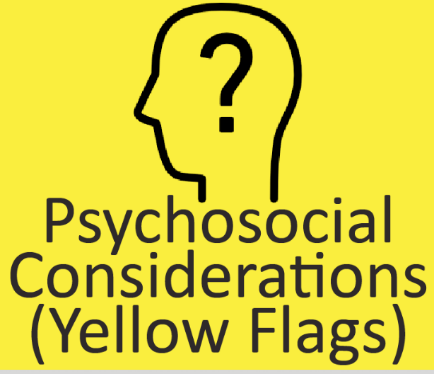 ?
Psychosocial
Considerations
(Yellow Flags)